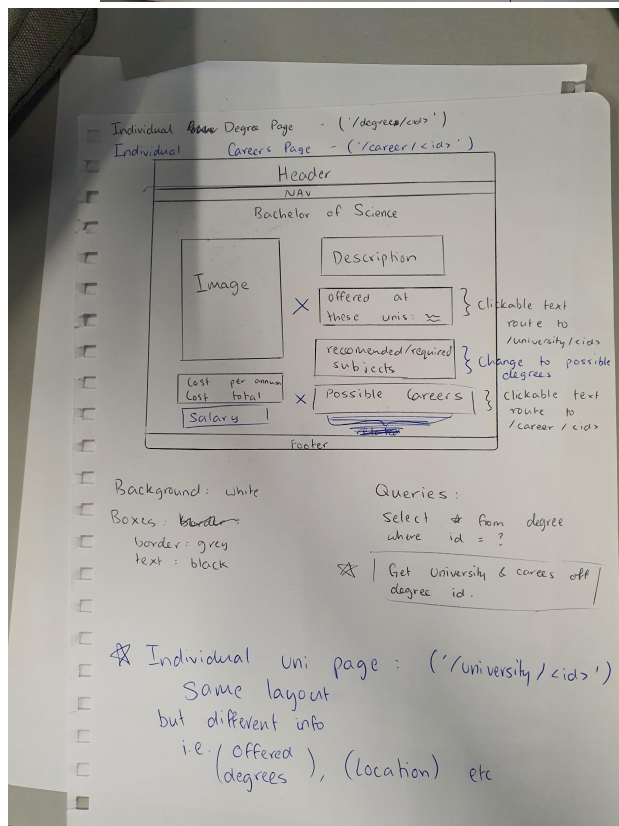 Individual Degree Page - ('/degrees/<id>')
Individual Careers Page - ('/career/<id>')
Header
NAV
Bachelor of Science
Image
Description
X
offered at
these unis:
} Clickable text
route to
/university/<id>
reccomended/required
subjects
} Change to possible
degrees
Cost per annum
Cost total
Salary
X
Possible Careers
} Clickable text
route to
/career/<id>
Footer
Background: white
Boxes: border
border: grey
text: black
Queries:
Select * from degree
where id = ?
☆ Get University & carees off
degree id.
☆ Individual uni page: ('/university/<id>')
Same layout
but different info
i.e. (offered
degrees), (location) etc